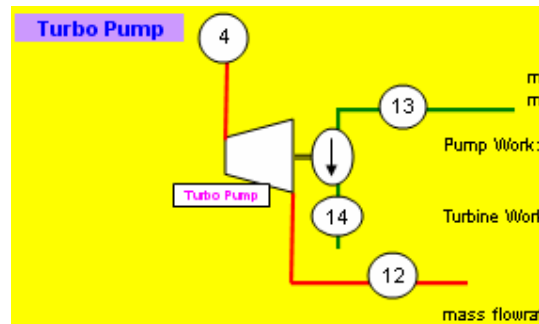 Turbo Pump
4
m
13
m
Pump Work:
Turbo Pump
14
Turbine Work
12
mass flowra